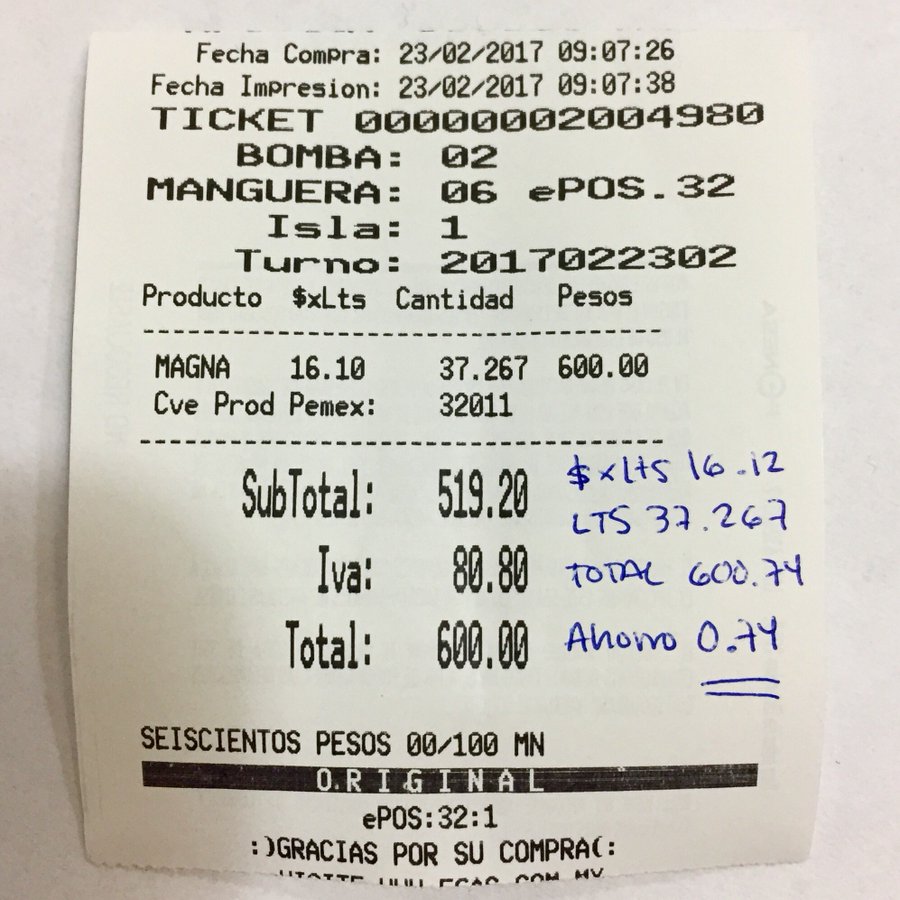 Fecha Compra: 23/02/2017 09:07:26
Fecha Impresion: 23/02/2017 09:07:38
TICKET 00000002004980
BOMBA: 02
MANGUERA: 06 ePOS.32
Isla: 1
Turno: 2017022302
Producto $xLts Cantidad Pesos
--------------------------------------
MAGNA 16.10 37.267 600.00
Cve Prod Pemex: 32011
--------------------------------------
SubTotal: 519.20
$xLtS 16.12
LTS 37.267
Iva: 80.80
TOTAL 600.74
Total: 600.00
Ahorro 0.74
SEISCIENTOS PESOS 00/100 MN
O.R I G I N A L
ePOS:32:1
:)GRACIAS POR SU COMPRA(: